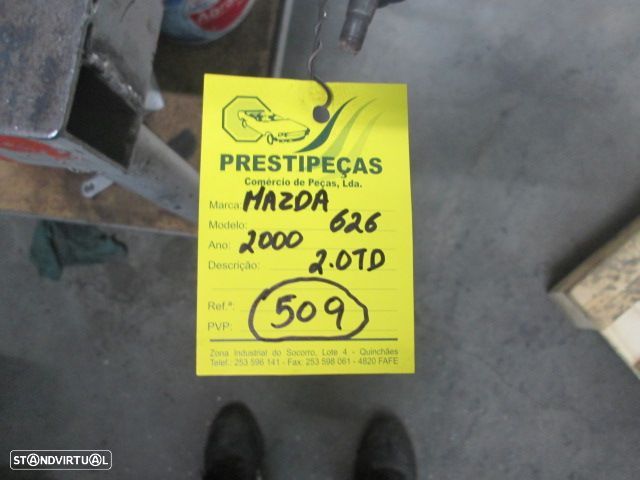 PRESTIPEÇAS
Comércio de Peças, Lda.
Marca: MAZDA
Modelo: 626
Ano: 2000
Descrição: 2.0TD
Ref.ª: 509
PVP:
Zona Industrial do Socorro, Lote 4 - Quinchães
Telef.: 253 596 141 - Fax: 253 598 061 - 4820 FAFE
STANDVIRTUAL